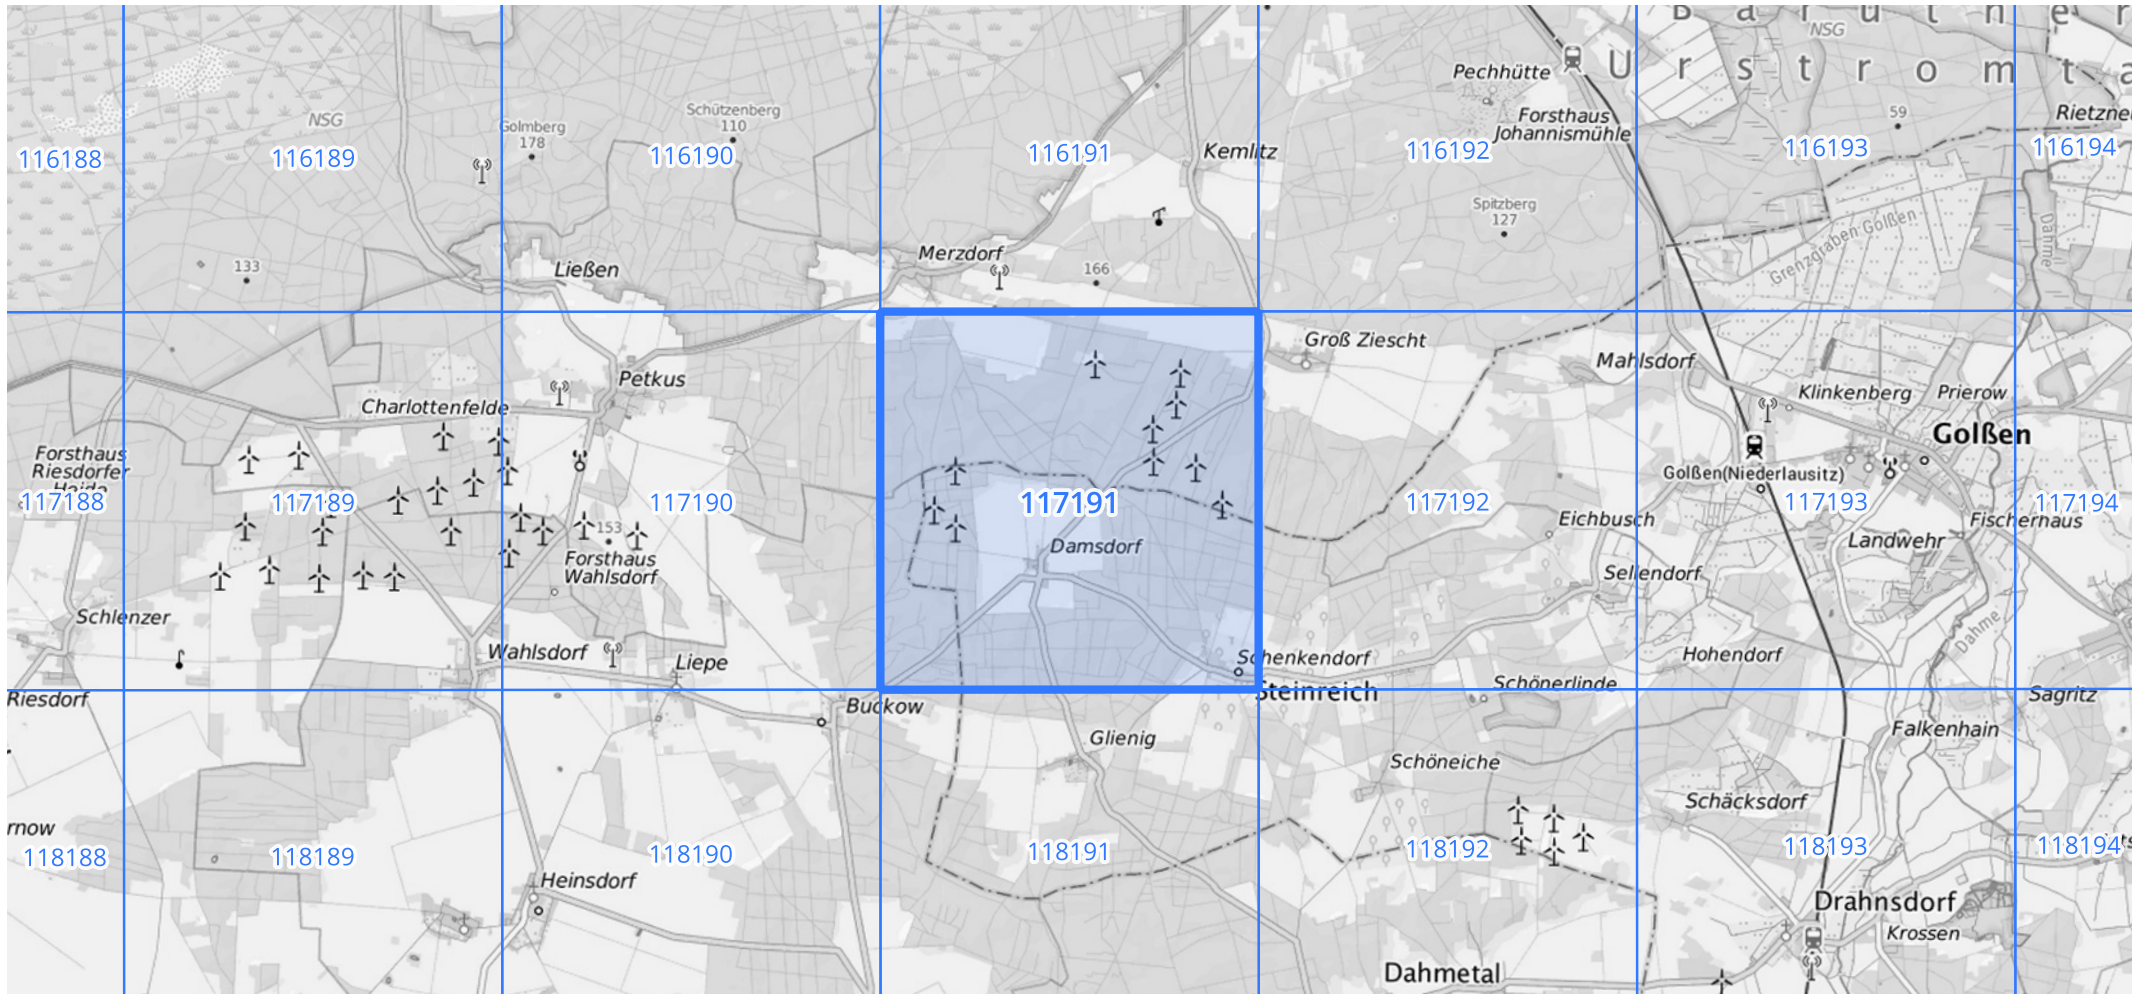 B a r u t h e r
NSG
Pechhütte
U r s t r o m t a
Schützenberg
110
NSG
Golmberg
178
Forsthaus
Johannismühle
59
Rietzneu
116188
116189
116190
116191
Kemlitz
116192
116193
116194
Spitzberg
127
Grenzgraben Golßen
Dahme
Merzdorf
133
Ließen
166
Groß Ziescht
Mahlsdorf
Petkus
Klinkenberg
Prierow
Charlottenfelde
Golßen
Forsthaus
Riesdorfer
Heide
Golßen(Niederlausitz)
117188
117189
117190
117191
117192
117193
117194
153
Eichbusch
Fischerhaus
Damsdorf
Landwehr
Forsthaus
Wahlsdorf
Sellendorf
Schlenzer
Dahme
Wahlsdorf
Liepe
Schenkendorf
Hohendorf
Riesdorf
Steinreich
Schönerlinde
Sagritz
Buckow
Glienig
Falkenhain
Schöneiche
Schäcksdorf
rnow
118188
118189
118190
118191
118192
118193
118194
Heinsdorf
Drahnsdorf
Krossen
Dahmetal